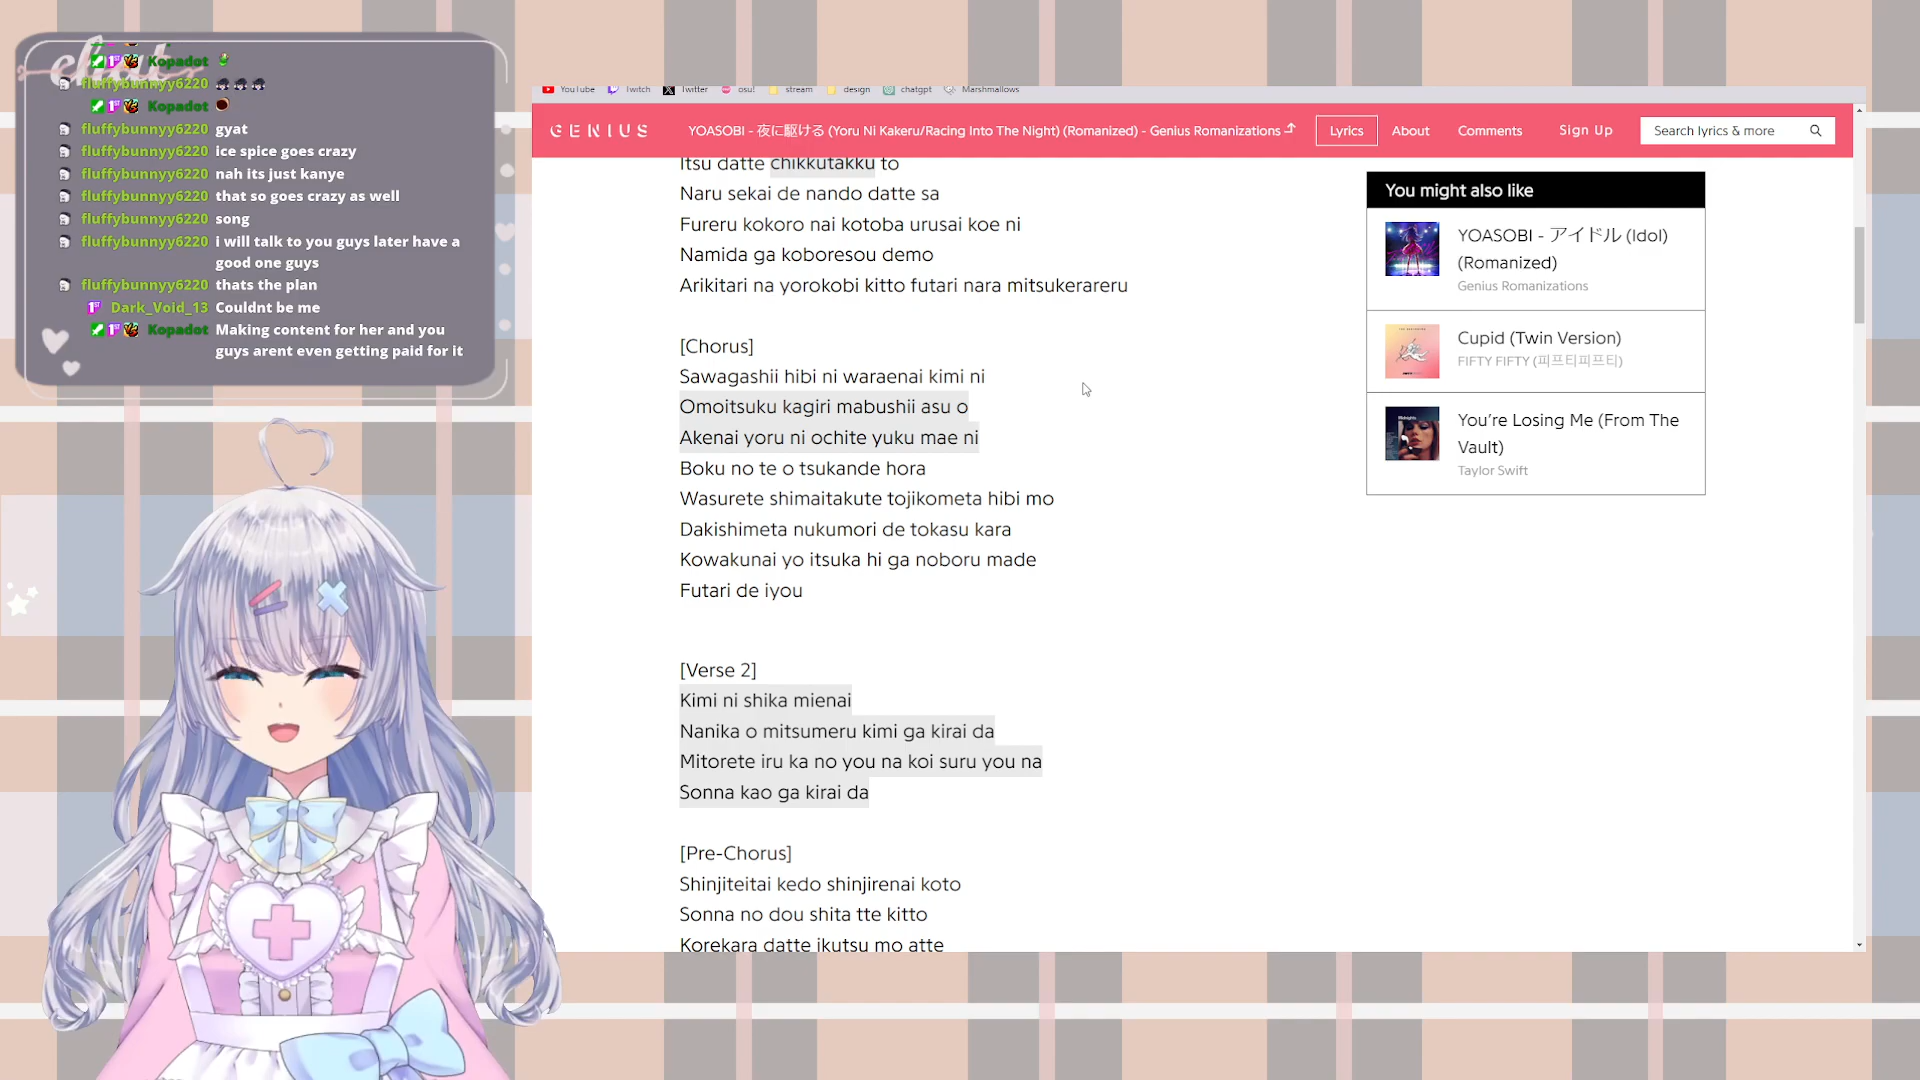 chat
Kopadot
fluffybunnyy6220
Kopadot
fluffybunnyy6220 gyat
fluffybunnyy6220 ice spice goes crazy
fluffybunnyy6220 nah its just kanye
fluffybunnyy6220 that so goes crazy as well
fluffybunnyy6220 song
fluffybunnyy6220 i will talk to you guys later have a
good one guys
fluffybunnyy6220 thats the plan
Dark_Void_13 Couldnt be me
Kopadot Making content for her and you
guys arent even getting paid for it
YouTube Twitch Twitter osu! stream design chatgpt Marshmallows
GENIUS YOASOBI - 夜に駆ける (Yoru Ni Kakeru/Racing Into The Night) (Romanized) - Genius Romanizations Lyrics About Comments Sign Up Search lyrics & more
Itsu datte chikkutakku to
Naru sekai de nando datte sa
Fureru kokoro nai kotoba urusai koe ni
Namida ga koboresou demo
Arikitari na yorokobi kitto futari nara mitsukerareru
[Chorus]
Sawagashii hibi ni waraenai kimi ni
Omoitsuku kagiri mabushii asu o
Akenai yoru ni ochite yuku mae ni
Boku no te o tsukande hora
Wasurete shimaitakute tojikometa hibi mo
Dakishimeta nukumori de tokasu kara
Kowakunai yo itsuka hi ga noboru made
Futari de iyou
[Verse 2]
Kimi ni shika mienai
Nanika o mitsumeru kimi ga kirai da
Mitorete iru ka no you na koi suru you na
Sonna kao ga kirai da
[Pre-Chorus]
Shinjiteitai kedo shinjirenai koto
Sonna no dou shita tte kitto
Korekara datte ikutsu mo atte
You might also like
YOASOBI - アイドル (Idol)
(Romanized)
Genius Romanizations
Cupid (Twin Version)
FIFTY FIFTY (피프티피프티)
You're Losing Me (From The
Vault)
Taylor Swift